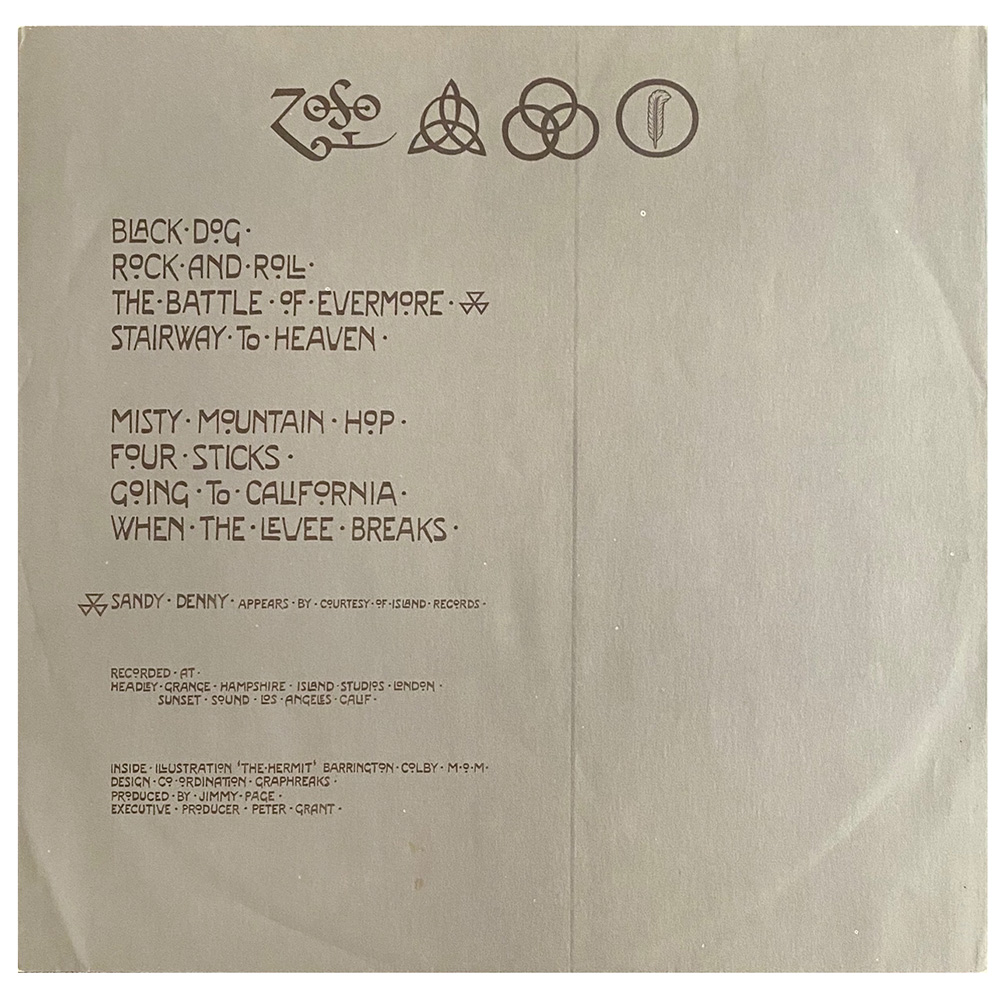 ZoSo
BLACK·DOG·
ROCK·AND·ROLL·
THE·BATTLE·OF·EVERMORE·
STAIRWAY·TO·HEAVEN·
MISTY·MOUNTAIN·HOP·
FOUR·STICKS·
GOING·TO·CALIFORNIA·
WHEN·THE·LEVEE·BREAKS·
SANDY·DENNY·APPEARS·BY·COURTESY·OF·ISLAND·RECORDS·
RECORDED·AT·
HEADLEY·GRANGE·HAMPSHIRE·ISLAND·STUDIOS·LONDON·
SUNSET·SOUND·LOS·ANGELES·CALIF·
INSIDE·ILLUSTRATION 'THE·HERMIT' BARRINGTON·COLBY·M·O·M·
DESIGN·CO·ORDINATION·GRAPHREAKS·
PRODUCED·BY·JIMMY·PAGE·
EXECUTIVE·PRODUCER·PETER·GRANT·